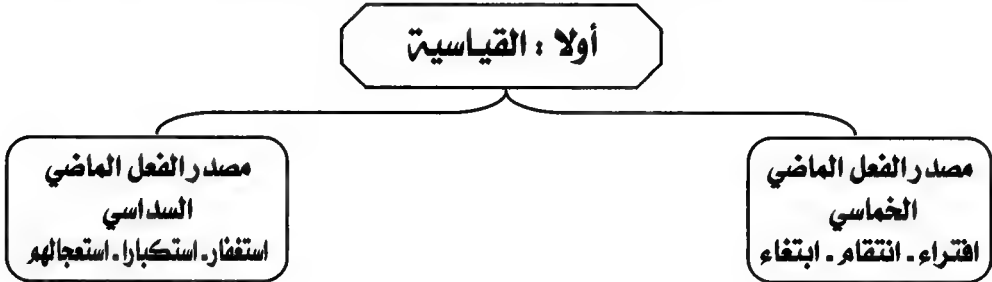 أولا : القياسية
مصدر الفعل الماضي
الخماسي
افتراء ـ انتقام ـ ابتغاء
مصدر الفعل الماضي
السداسي
استغفار ـ استكبارا ـ استعجالهم